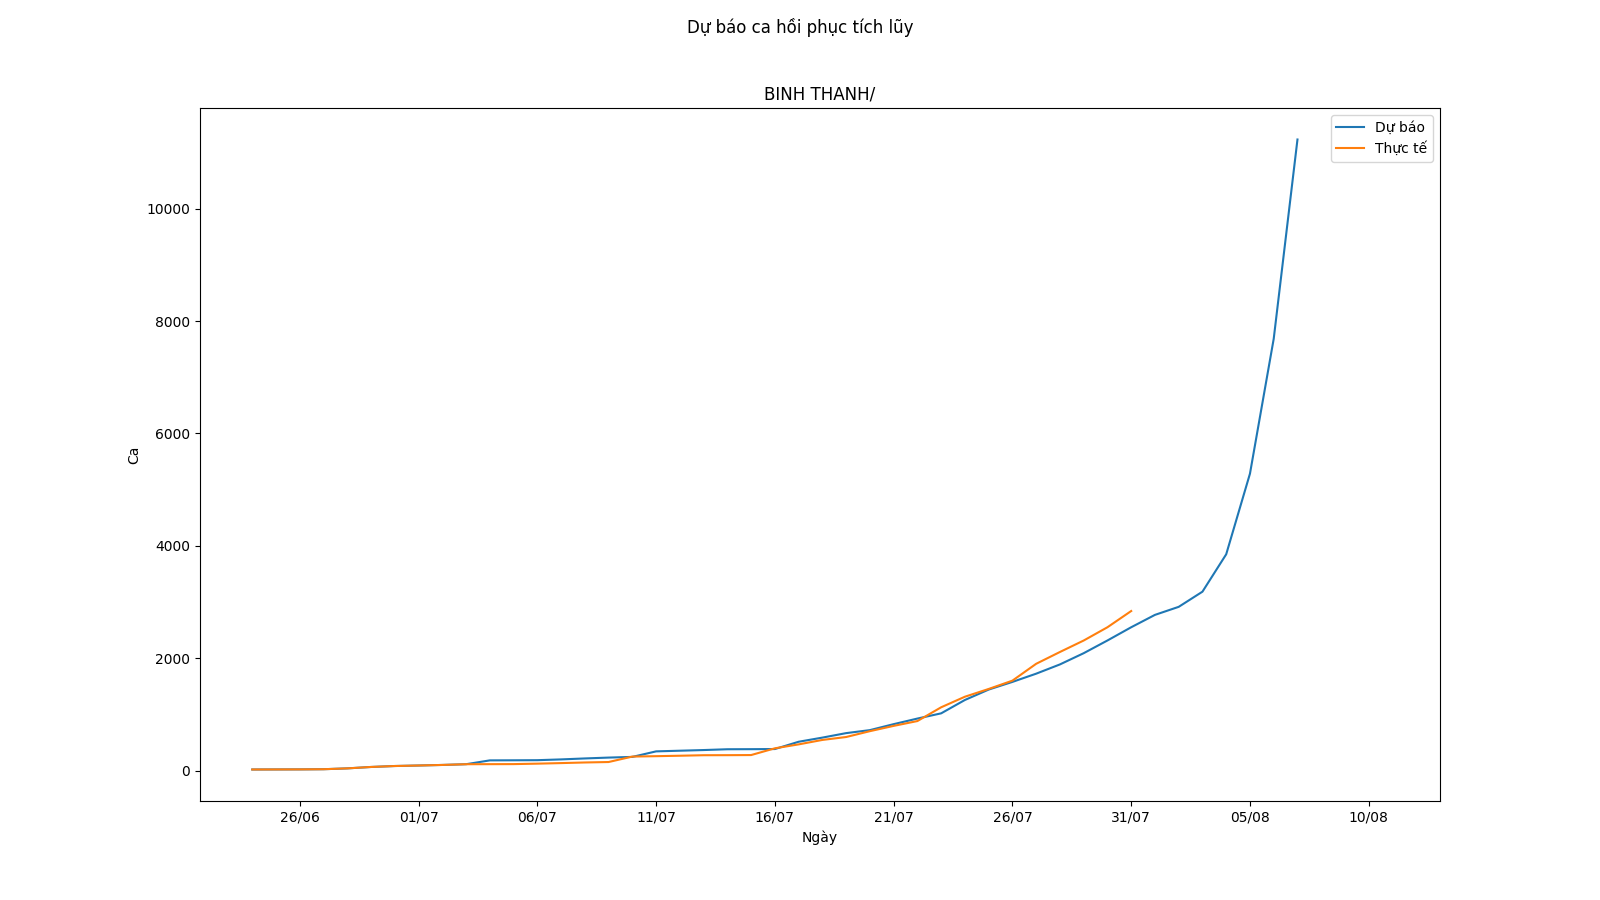 Dự báo ca hồi phục tích lũy
BINH THANH/
Dự báo
Thực tế
10000
8000
6000
4000
2000
0
Ca
26/06
01/07
06/07
11/07
16/07
21/07
26/07
31/07
05/08
10/08
Ngày